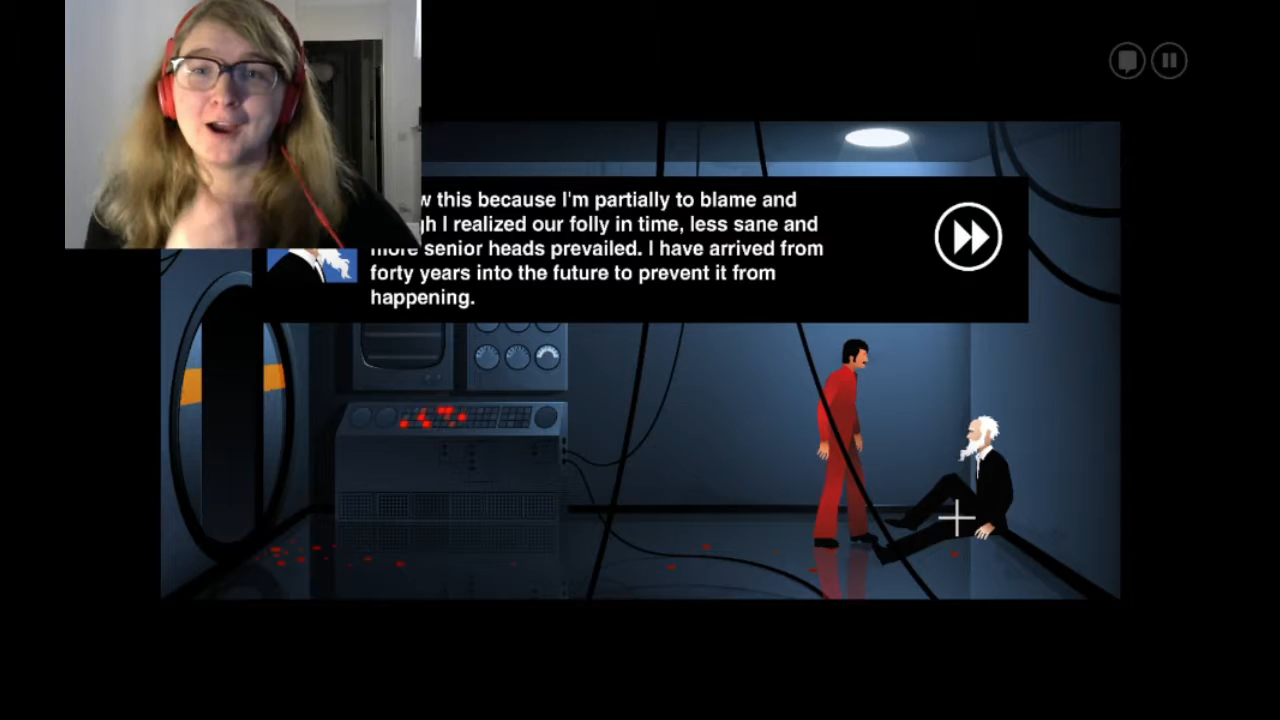 this because I'm partially to blame and
I realized our folly in time, less sane and
more senior heads prevailed. I have arrived from
forty years into the future to prevent it from
happening.